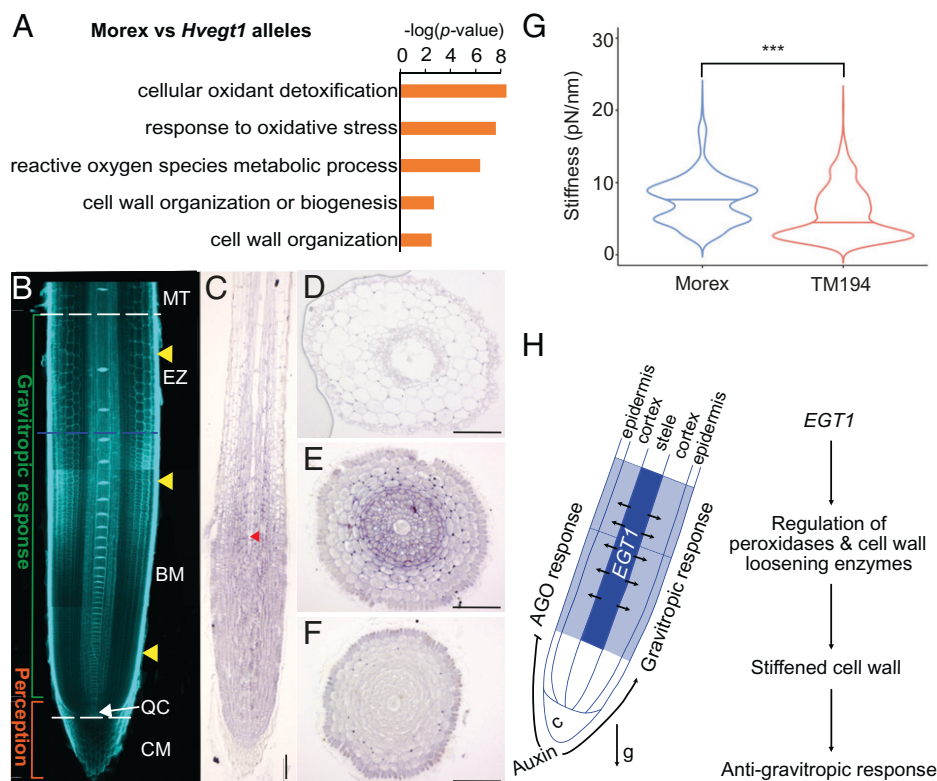 A
Morex vs Hvegt1 alleles
-log(p-value)
0 2 4 6 8
cellular oxidant detoxification
response to oxidative stress
reactive oxygen species metabolic process
cell wall organization or biogenesis
cell wall organization
B
MT
EZ
BM
QC
CM
Gravitropic response
Perception
C
D
E
F
G
***
Stiffness (pN/nm)
30
20
10
0
Morex
TM194
H
epidermis
cortex
stele
cortex
epidermis
AGO response
EGT1
Gravitropic response
c
Auxin
g
EGT1
Regulation of
peroxidases & cell wall
loosening enzymes
Stiffened cell wall
Anti-gravitropic response